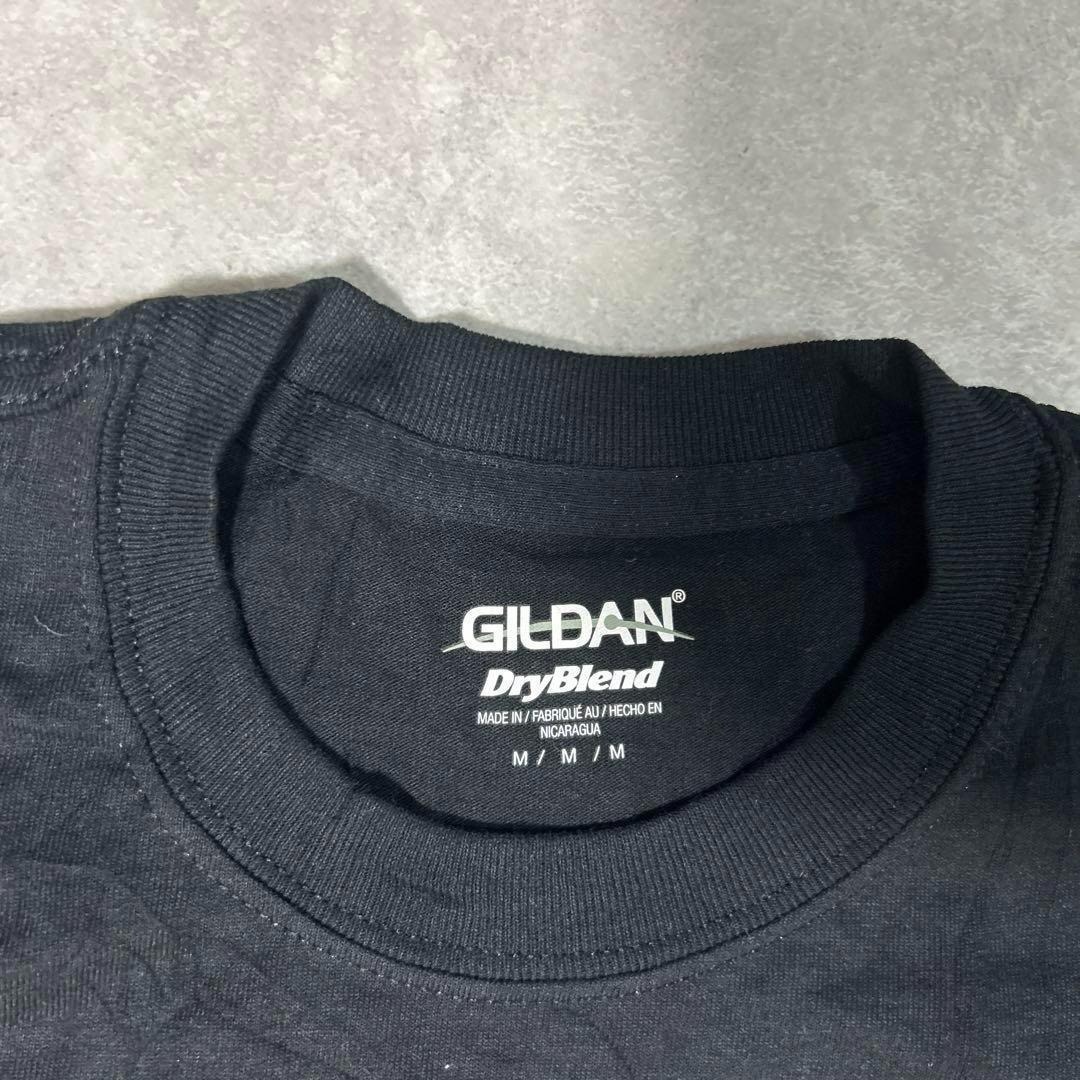 GILDAN®
DryBlend
MADE IN / FABRIQUÉ AU / HECHO EN
NICARAGUA
M / M / M